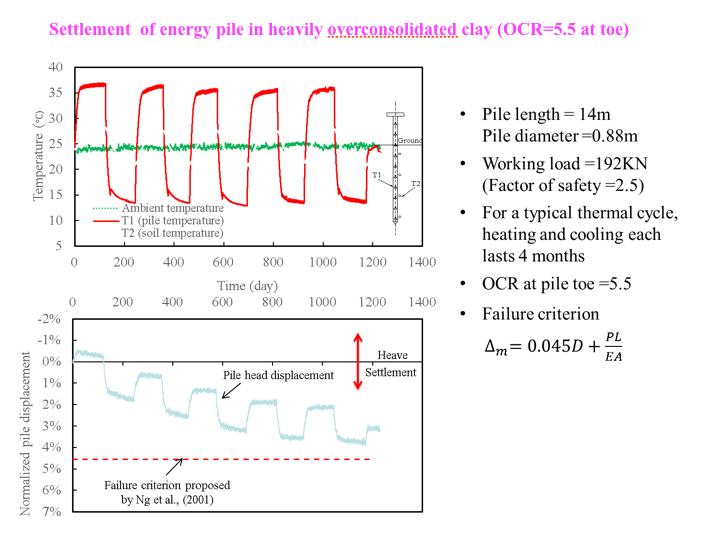 Settlement of energy pile in heavily overconsolidated clay (OCR=5.5 at toe)
40
35
30
25
20
15
10
5
Temperature (°C)
Ground
T1
T2
Ambient temperature
T1 (pile temperature)
T2 (soil temperature)
0 200 400 600 800 1000 1200 1400
Time (day)
0 200 400 600 800 1000 1200 1400
-2%
-1%
0%
1%
2%
3%
4%
5%
6%
7%
Normalized pile displacement
Heave
Settlement
Pile head displacement
Failure criterion proposed
by Ng et al., (2001)
• Pile length = 14m
Pile diameter =0.88m
• Working load =192KN
(Factor of safety =2.5)
• For a typical thermal cycle,
heating and cooling each
lasts 4 months
• OCR at pile toe =5.5
• Failure criterion
Δm= 0.045D + PL/EA